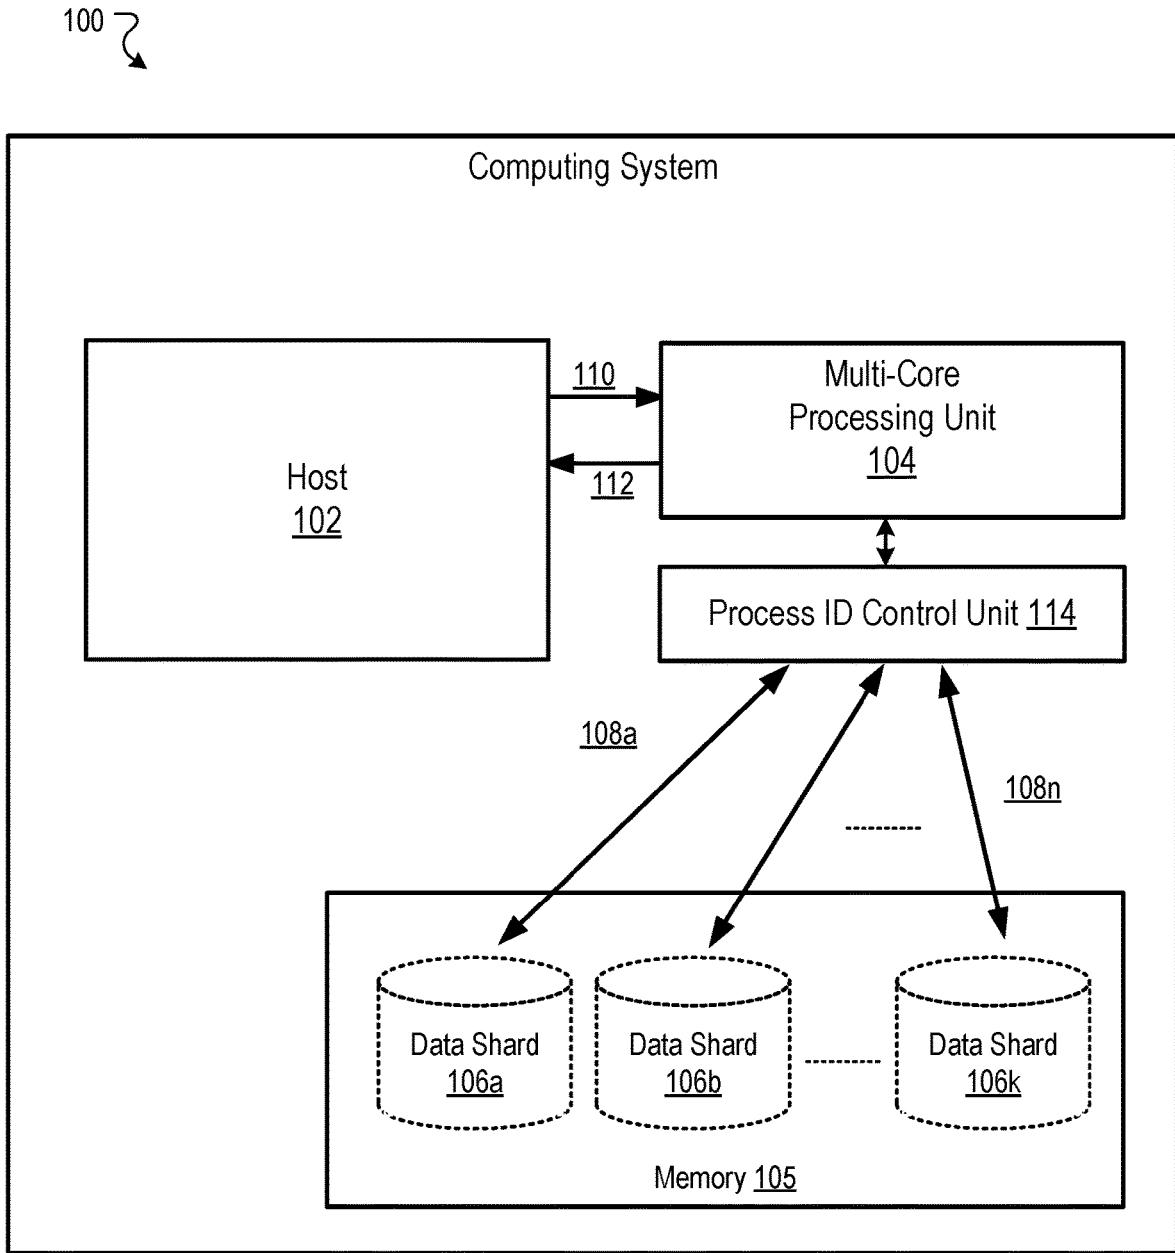 100
Computing System
110
Multi-Core
Processing Unit
104
Host
102
112
Process ID Control Unit 114
108a
108n
Data Shard
106a
Data Shard
106b
Data Shard
106k
Memory 105